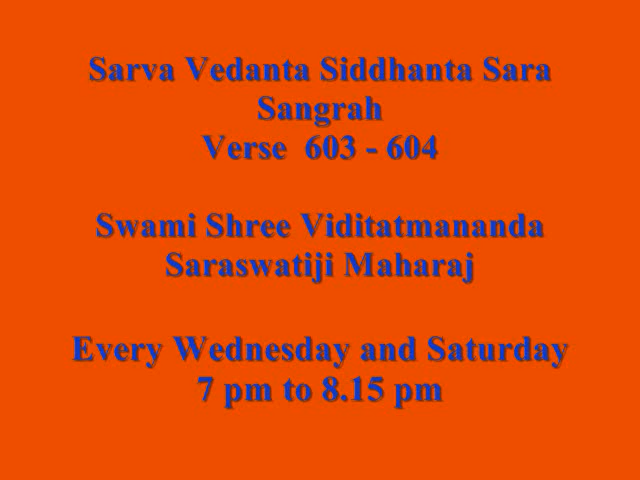 Sarva Vedanta Siddhanta Sara
Sangrah
Verse  603 - 604
Swami Shree Viditatmananda
Saraswatiji Maharaj
Every Wednesday and Saturday
7 pm to 8.15 pm